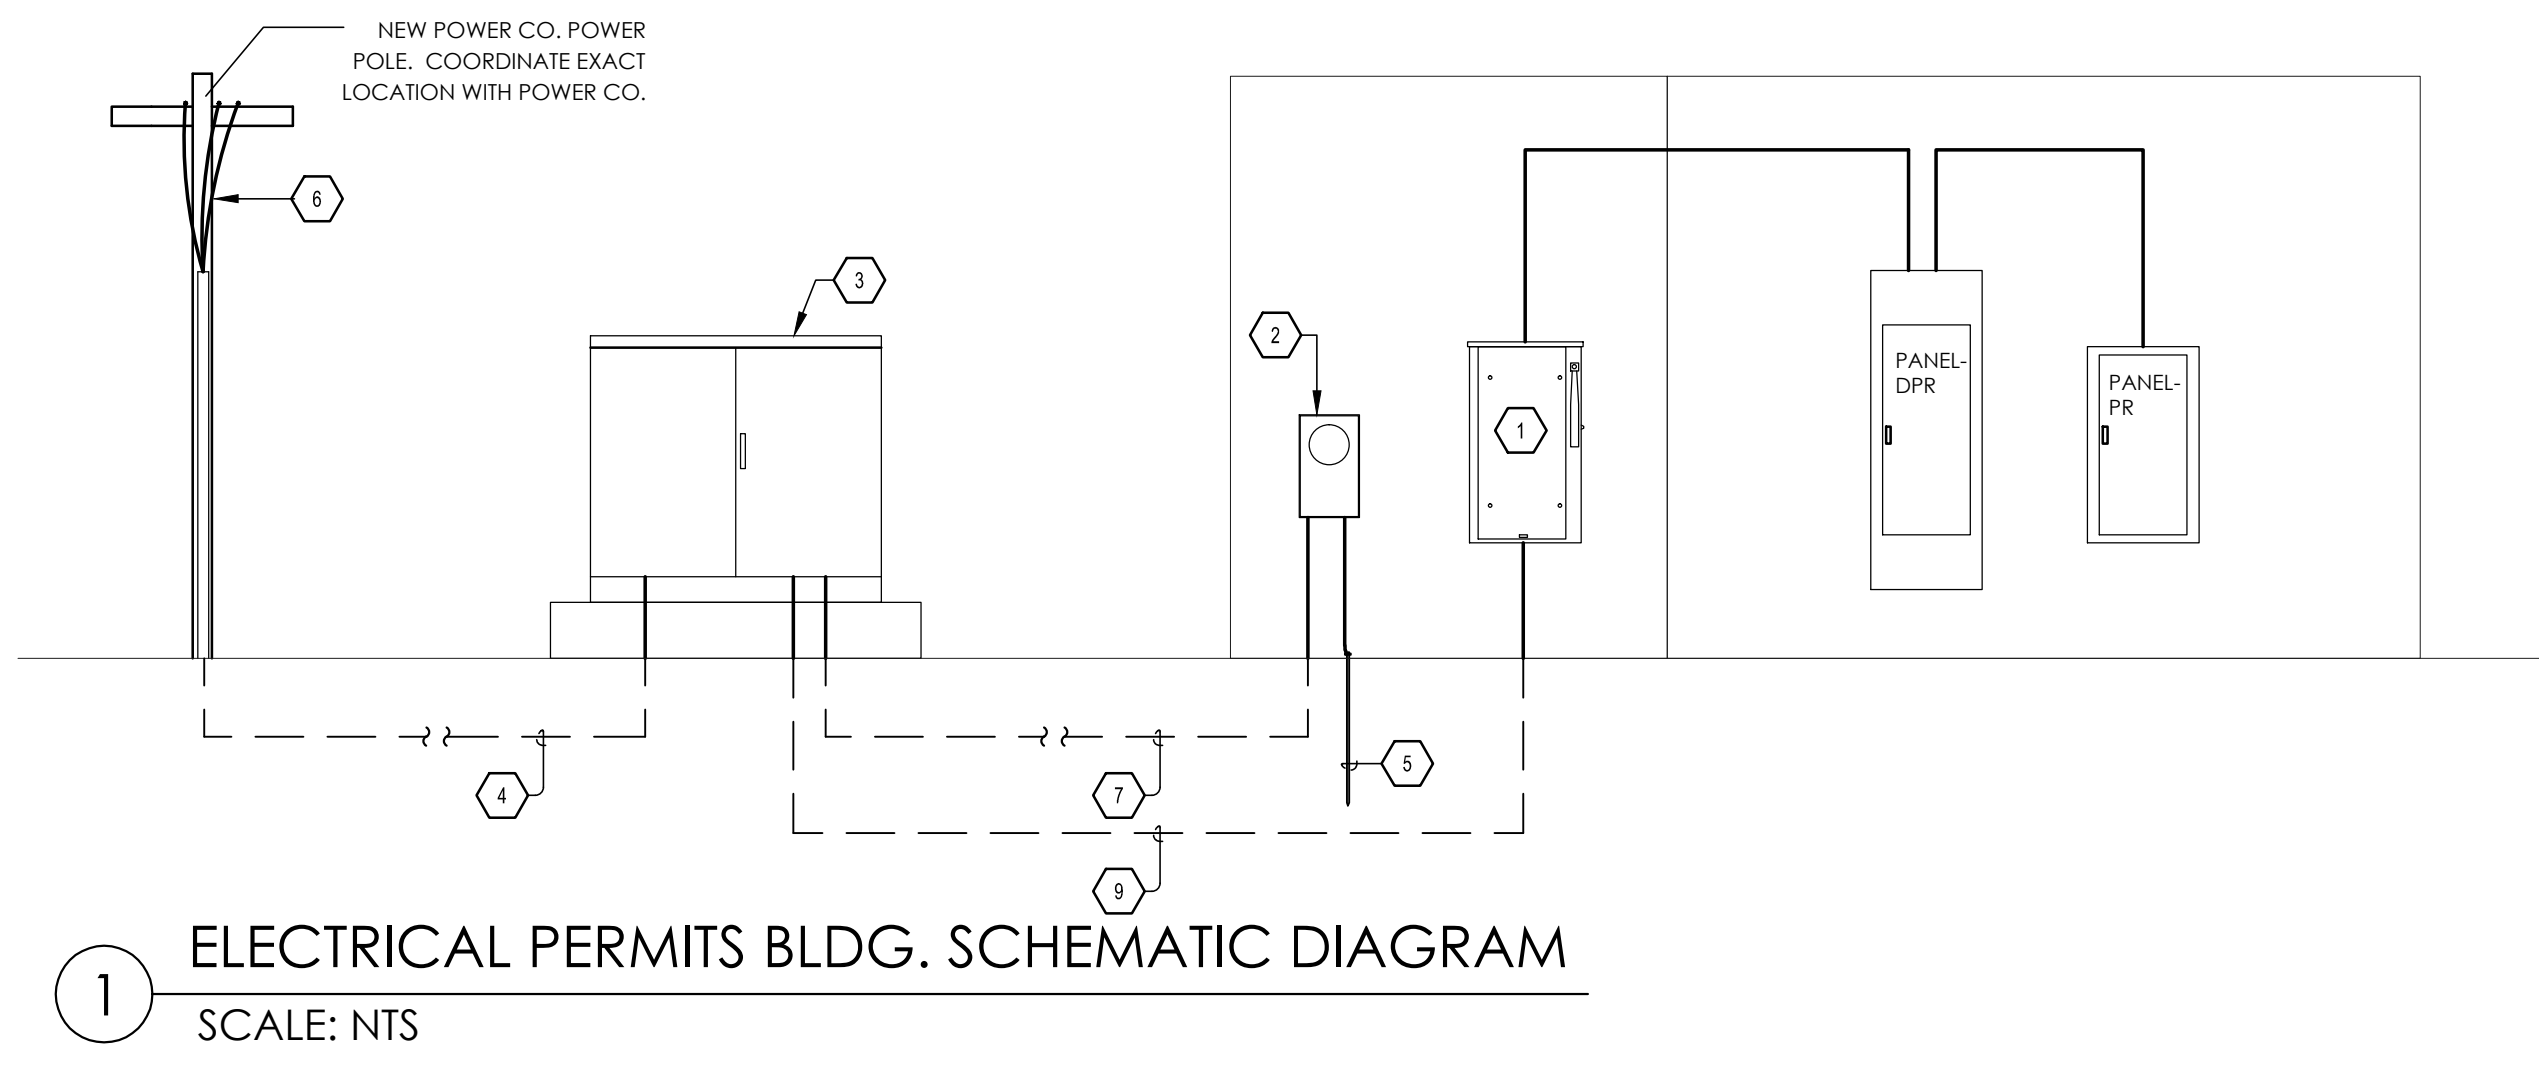 NEW POWER CO. POWER
POLE. COORDINATE EXACT
LOCATION WITH POWER CO.
6
3
2
1
PANEL-
DPR
PANEL-
PR
4
7
5
9
1
ELECTRICAL PERMITS BLDG. SCHEMATIC DIAGRAM
SCALE: NTS